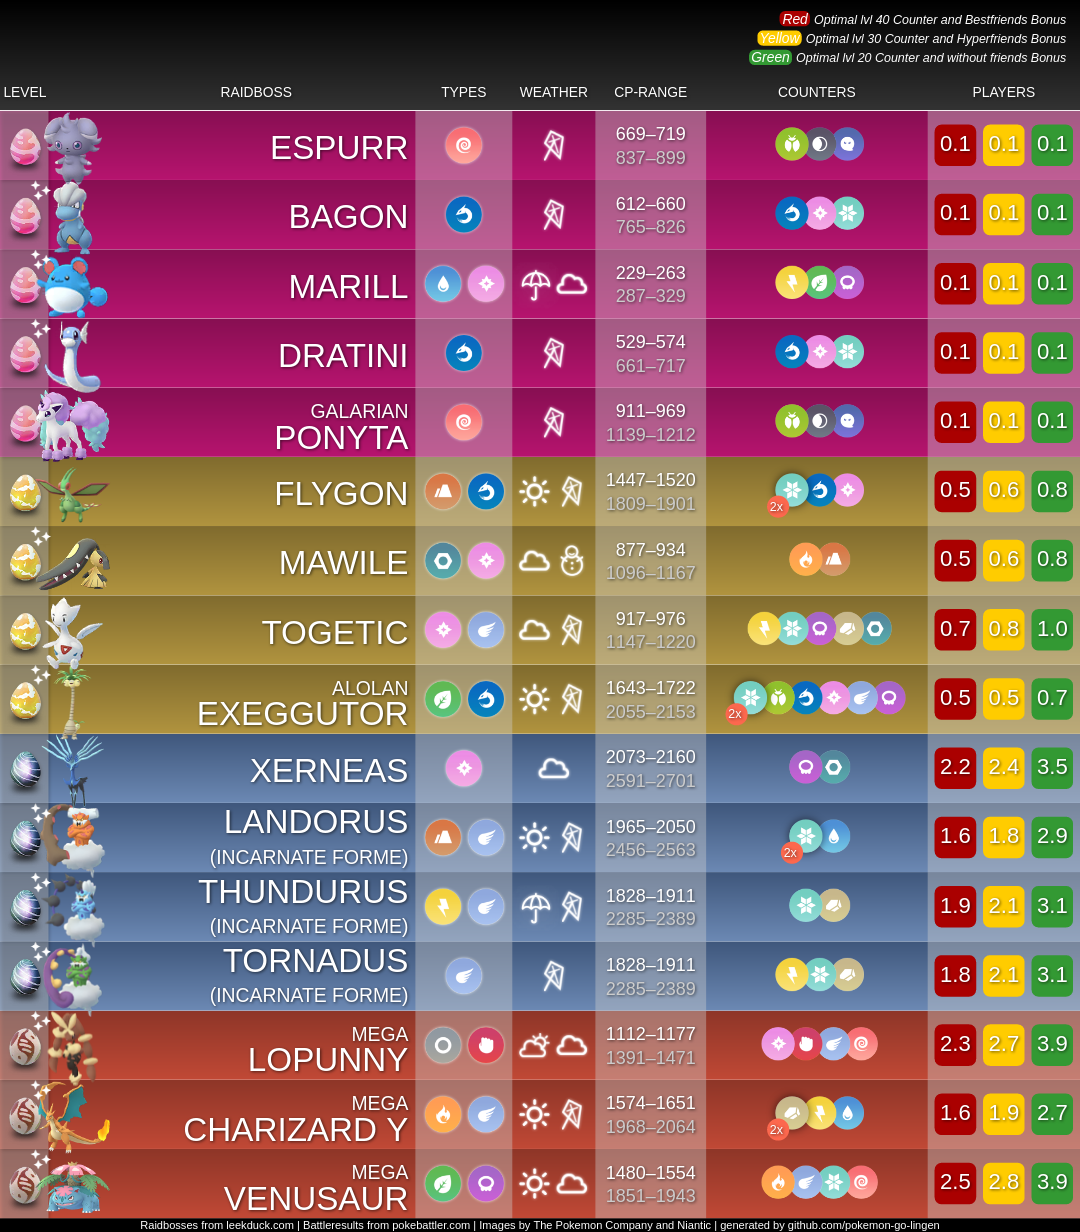 Red Optimal lvl 40 Counter and Bestfriends Bonus
Yellow Optimal lvl 30 Counter and Hyperfriends Bonus
Green Optimal lvl 20 Counter and without friends Bonus
LEVEL RAIDBOSS TYPES WEATHER CP-RANGE COUNTERS PLAYERS
ESPURR 669–719 0.1 0.1 0.1
837–899
BAGON 612–660 0.1 0.1 0.1
765–826
MARILL 229–263 0.1 0.1 0.1
287–329
DRATINI 529–574 0.1 0.1 0.1
661–717
GALARIAN
PONYTA 911–969 0.1 0.1 0.1
1139–1212
FLYGON 1447–1520 0.5 0.6 0.8
1809–1901 2x
MAWILE 877–934 0.5 0.6 0.8
1096–1167
TOGETIC 917–976 0.7 0.8 1.0
1147–1220
ALOLAN
EXEGGUTOR 1643–1722 0.5 0.5 0.7
2055–2153 2x
XERNEAS 2073–2160 2.2 2.4 3.5
2591–2701
LANDORUS 1965–2050 1.6 1.8 2.9
(INCARNATE FORME) 2456–2563 2x
THUNDURUS 1828–1911 1.9 2.1 3.1
(INCARNATE FORME) 2285–2389
TORNADUS 1828–1911 1.8 2.1 3.1
(INCARNATE FORME) 2285–2389
MEGA
LOPUNNY 1112–1177 2.3 2.7 3.9
1391–1471
MEGA
CHARIZARD Y 1574–1651 1.6 1.9 2.7
1968–2064 2x
MEGA
VENUSAUR 1480–1554 2.5 2.8 3.9
1851–1943
Raidbosses from leekduck.com | Battleresults from pokebattler.com | Images by The Pokemon Company and Niantic | generated by github.com/pokemon-go-lingen